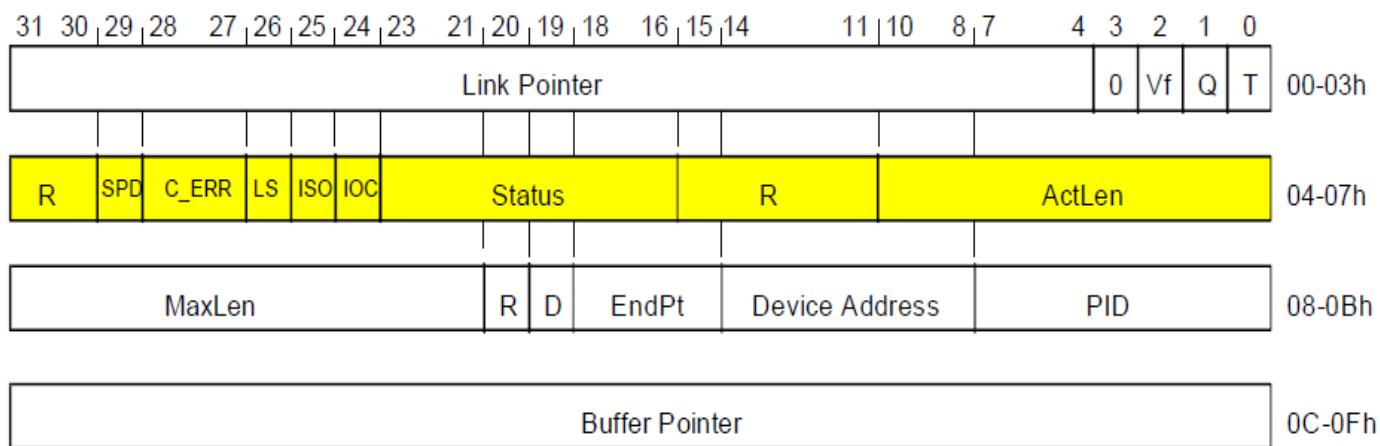 31 30 29 28 27 26 25 24 23 21 20 19 18 16 15 14 11 10 8 7 4 3 2 1 0
Link Pointer 0 Vf Q T 00-03h
R SPD C_ERR LS ISO IOC Status R ActLen 04-07h
MaxLen R D EndPt Device Address PID 08-0Bh
Buffer Pointer 0C-0Fh